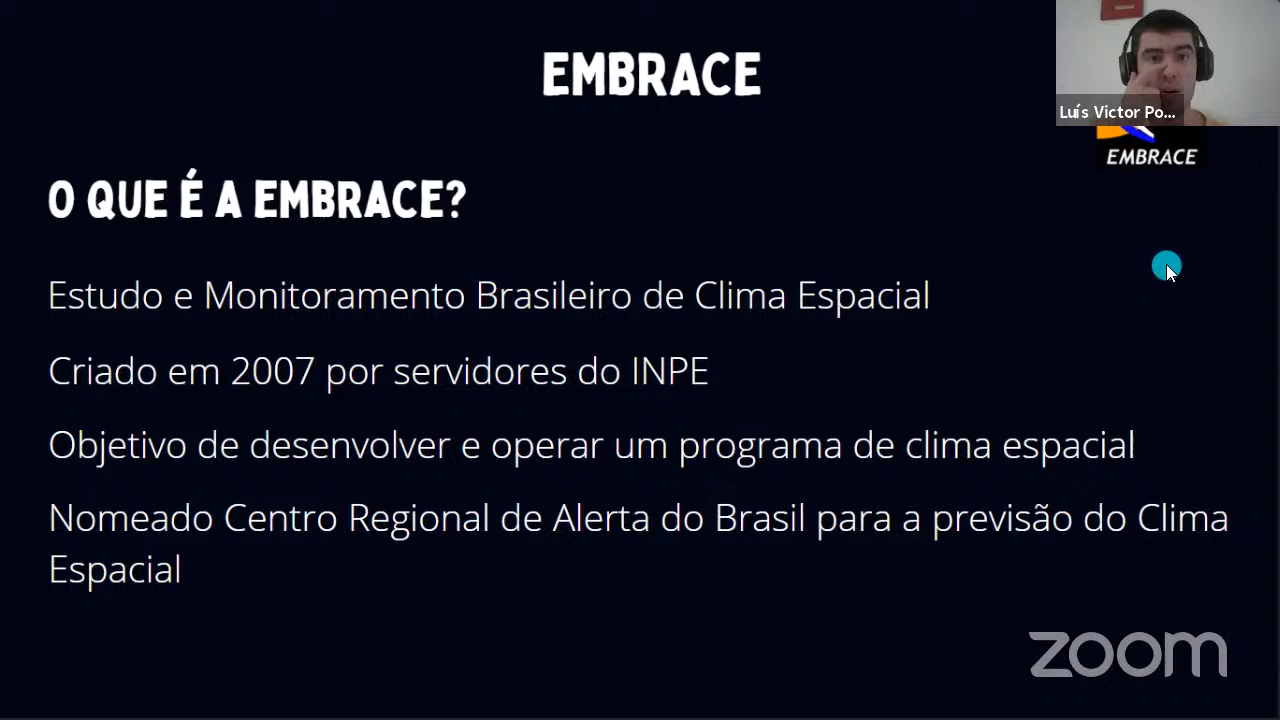 EMBRACE
Luís Victor Po...
EMBRACE
O QUE É A EMBRACE?
Estudo e Monitoramento Brasileiro de Clima Espacial
Criado em 2007 por servidores do INPE
Objetivo de desenvolver e operar um programa de clima espacial
Nomeado Centro Regional de Alerta do Brasil para a previsão do Clima
Espacial
zoom